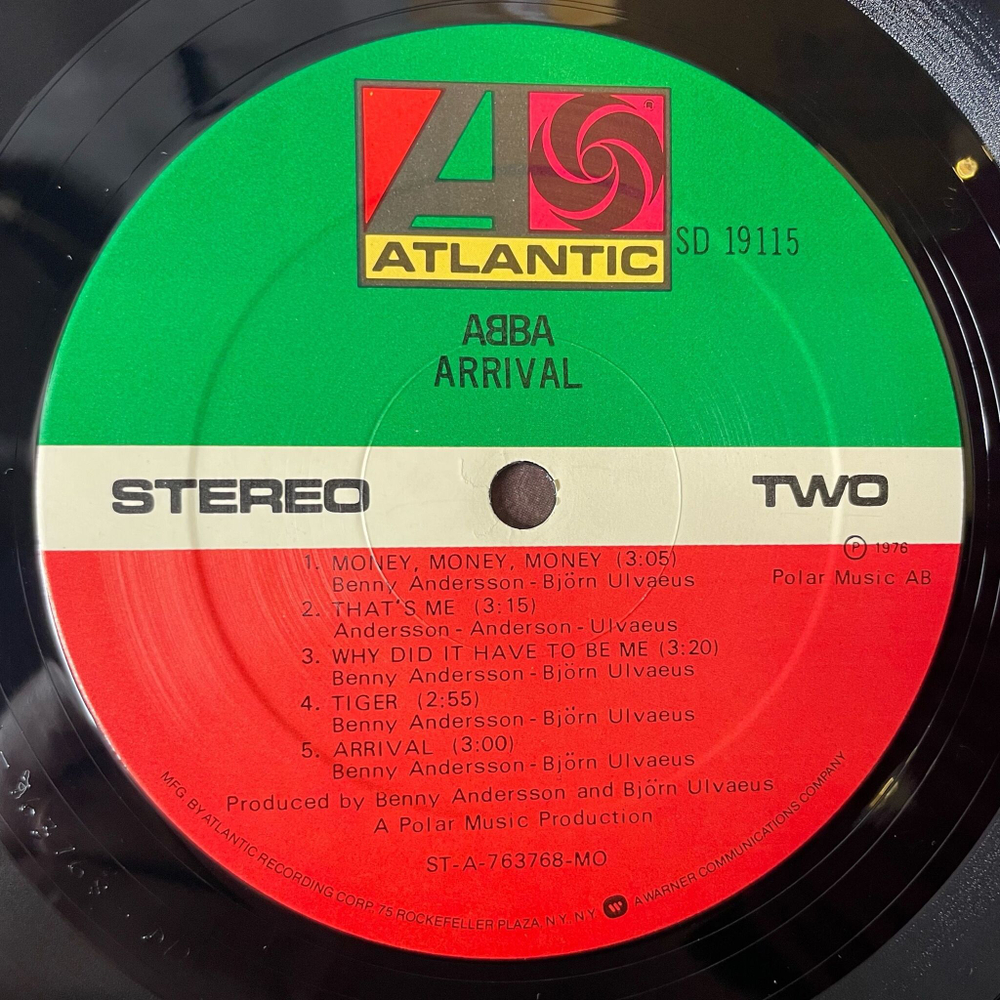 ®
ATLANTIC
SD 19115
ABBA
ARRIVAL
STEREO
TWO
1. MONEY, MONEY, MONEY (3:05)
Benny Andersson - Björn Ulvaeus
℗ 1976
Polar Music AB
2. THAT'S ME (3:15)
Andersson - Anderson - Ulvaeus
3. WHY DID IT HAVE TO BE ME (3:20)
Benny Andersson - Björn Ulvaeus
4. TIGER (2:55)
Benny Andersson - Björn Ulvaeus
5. ARRIVAL (3:00)
Benny Andersson - Björn Ulvaeus
Produced by Benny Andersson and Björn Ulvaeus
A Polar Music Production
ST-A-763768-MO
MFG BY ATLANTIC RECORDING CORP. 75 ROCKEFELLER PLAZA, N.Y., N.Y. A WARNER COMMUNICATIONS COMPANY